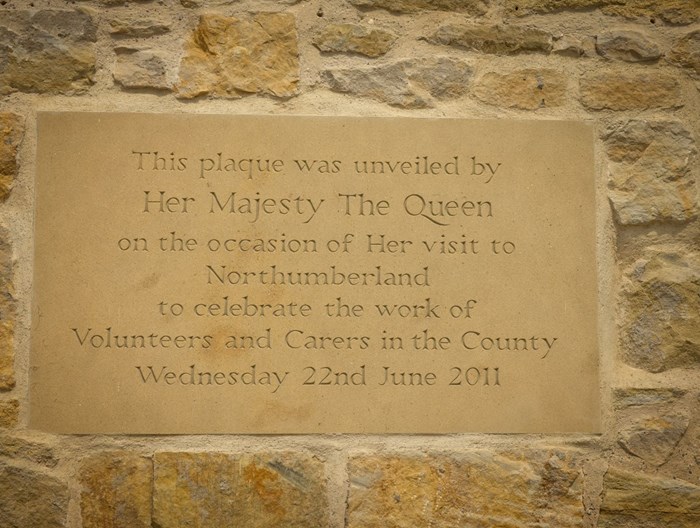 This plaque was unveiled by
Her Majesty The Queen
on the occasion of Her visit to
Northumberland
to celebrate the work of
Volunteers and Carers in the County
Wednesday 22nd June 2011